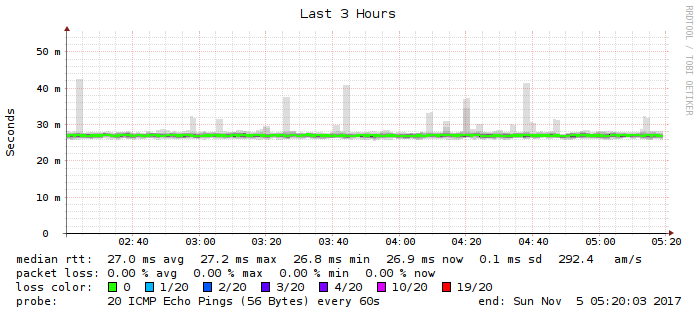 Last 3 Hours
RRDTOOL / TOBI OETIKER
Seconds
50 m
40 m
30 m
20 m
10 m
0
02:40 03:00 03:20 03:40 04:00 04:20 04:40 05:00 05:20
median rtt: 27.0 ms avg 27.2 ms max 26.8 ms min 26.9 ms now 0.1 ms sd 292.4 am/s
packet loss: 0.00 % avg 0.00 % max 0.00 % min 0.00 % now
loss color: 0 1/20 2/20 3/20 4/20 10/20 19/20
probe: 20 ICMP Echo Pings (56 Bytes) every 60s end: Sun Nov 5 05:20:03 2017